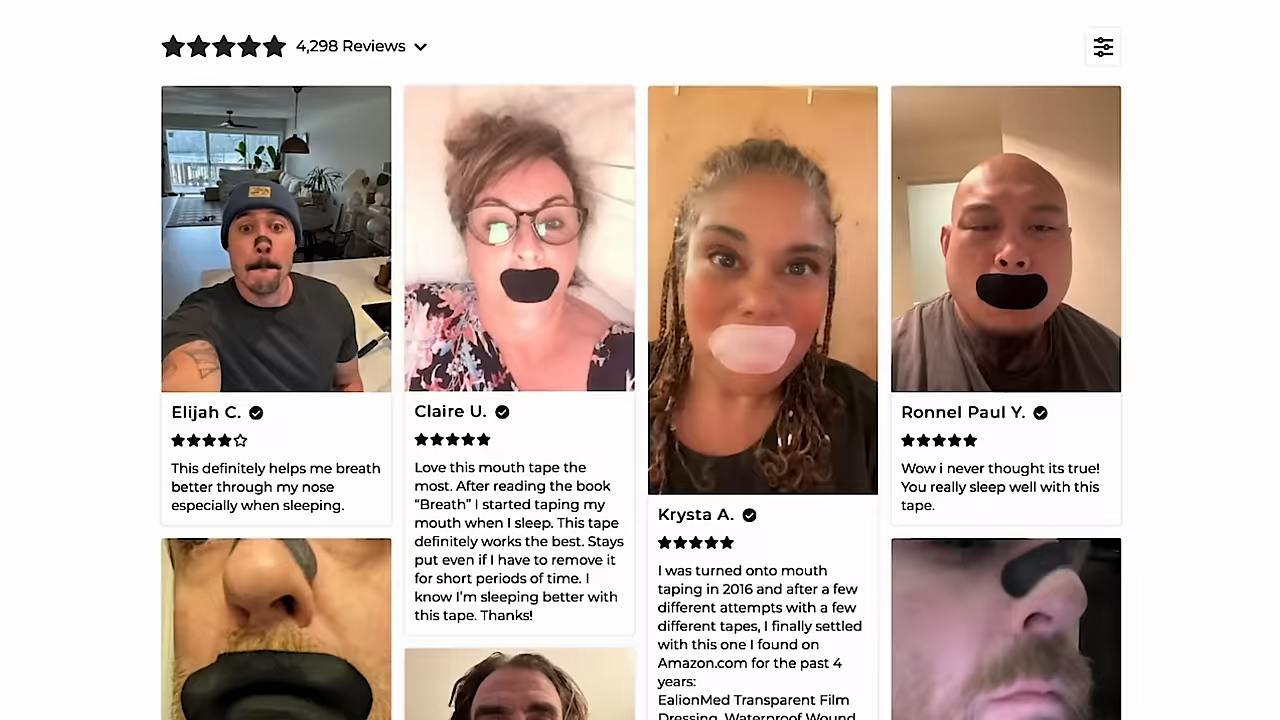 4,298 Reviews
Elijah C.
This definitely helps me breath
better through my nose
especially when sleeping.
Claire U.
Love this mouth tape the
most. After reading the book
“Breath” I started taping my
mouth when I sleep. This tape
definitely works the best. Stays
put even if I have to remove it
for short periods of time. I
know I’m sleeping better with
this tape. Thanks!
Krysta A.
I was turned onto mouth
taping in 2016 and after a few
different attempts with a few
different tapes, I finally settled
with this one I found on
Amazon.com for the past 4
years:
EalionMed Transparent Film
Dressing, Waterproof Wound
Ronnel Paul Y.
Wow i never thought its true!
You really sleep well with this
tape.